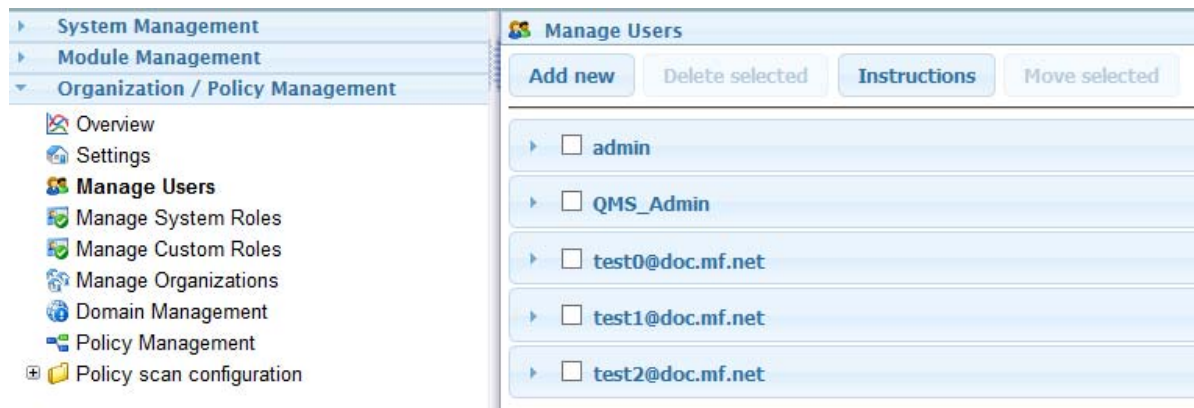 System Management
Module Management
Organization / Policy Management
Overview
Settings
Manage Users
Manage System Roles
Manage Custom Roles
Manage Organizations
Domain Management
Policy Management
Policy scan configuration
Manage Users
Add new Delete selected Instructions Move selected
admin
QMS_Admin
test0@doc.mf.net
test1@doc.mf.net
test2@doc.mf.net